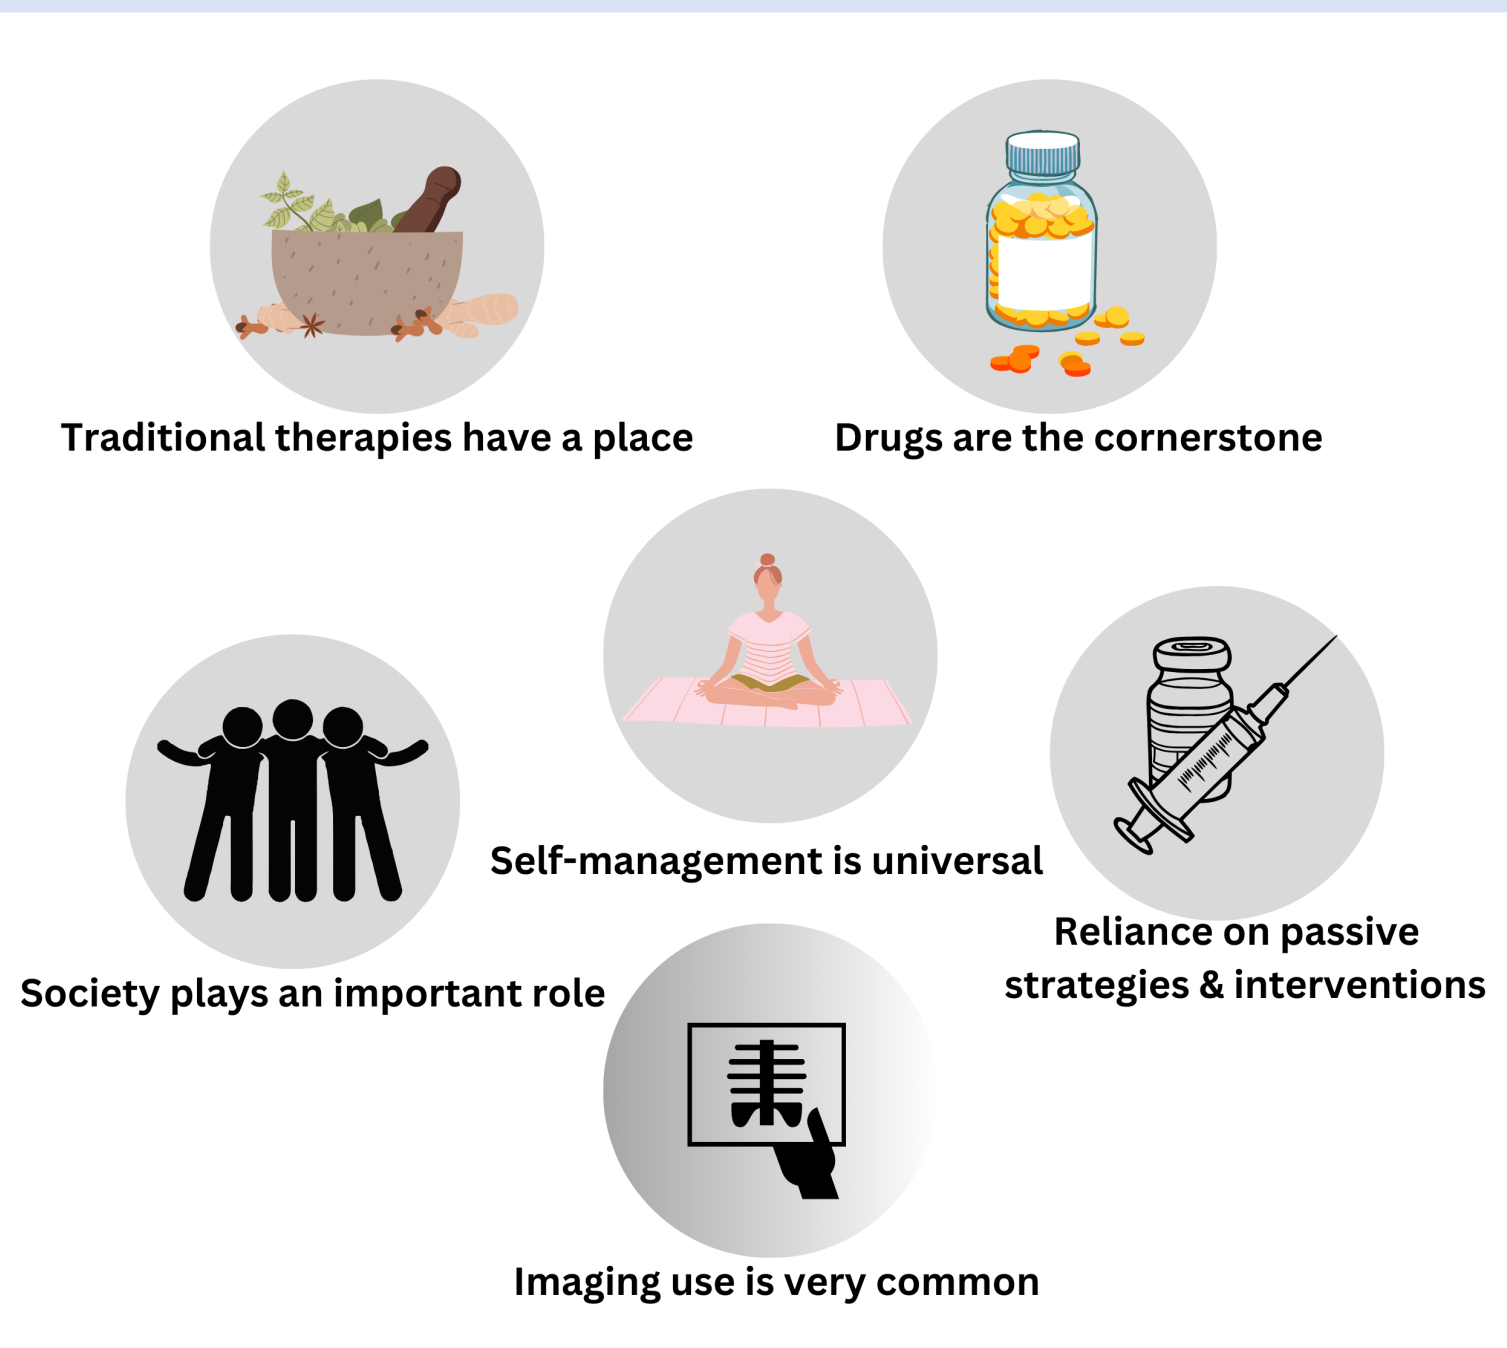 Traditional therapies have a place
Drugs are the cornerstone
Self-management is universal
Society plays an important role
Reliance on passive
strategies & interventions
Imaging use is very common